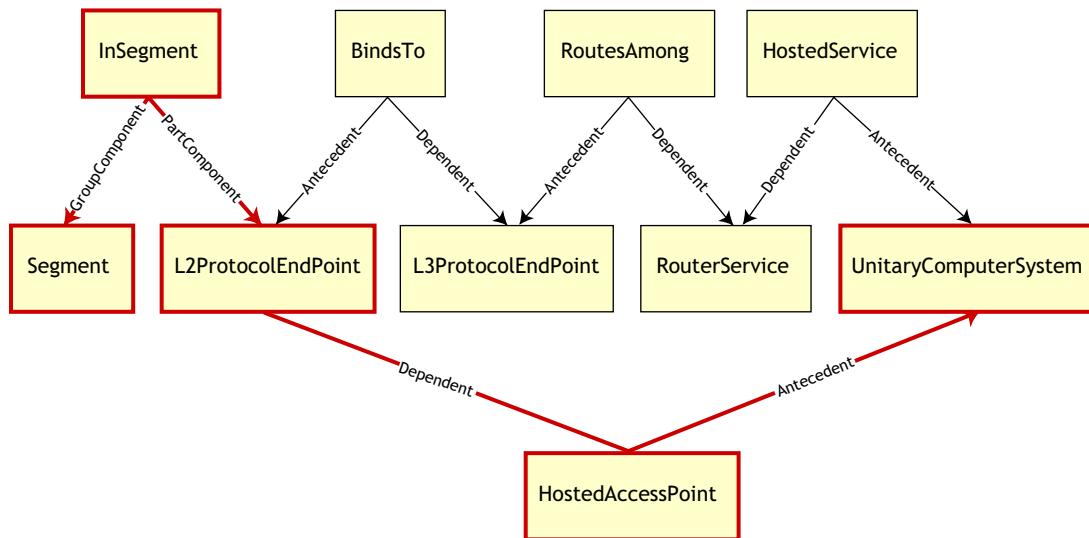 InSegment
BindsTo
RoutesAmong
HostedService
GroupComponent
PartComponent
Antecedent
Dependent
Antecedent
Dependent
Dependent
Antecedent
Segment
L2ProtocolEndPoint
L3ProtocolEndPoint
RouterService
UnitaryComputerSystem
Dependent
Antecedent
HostedAccessPoint